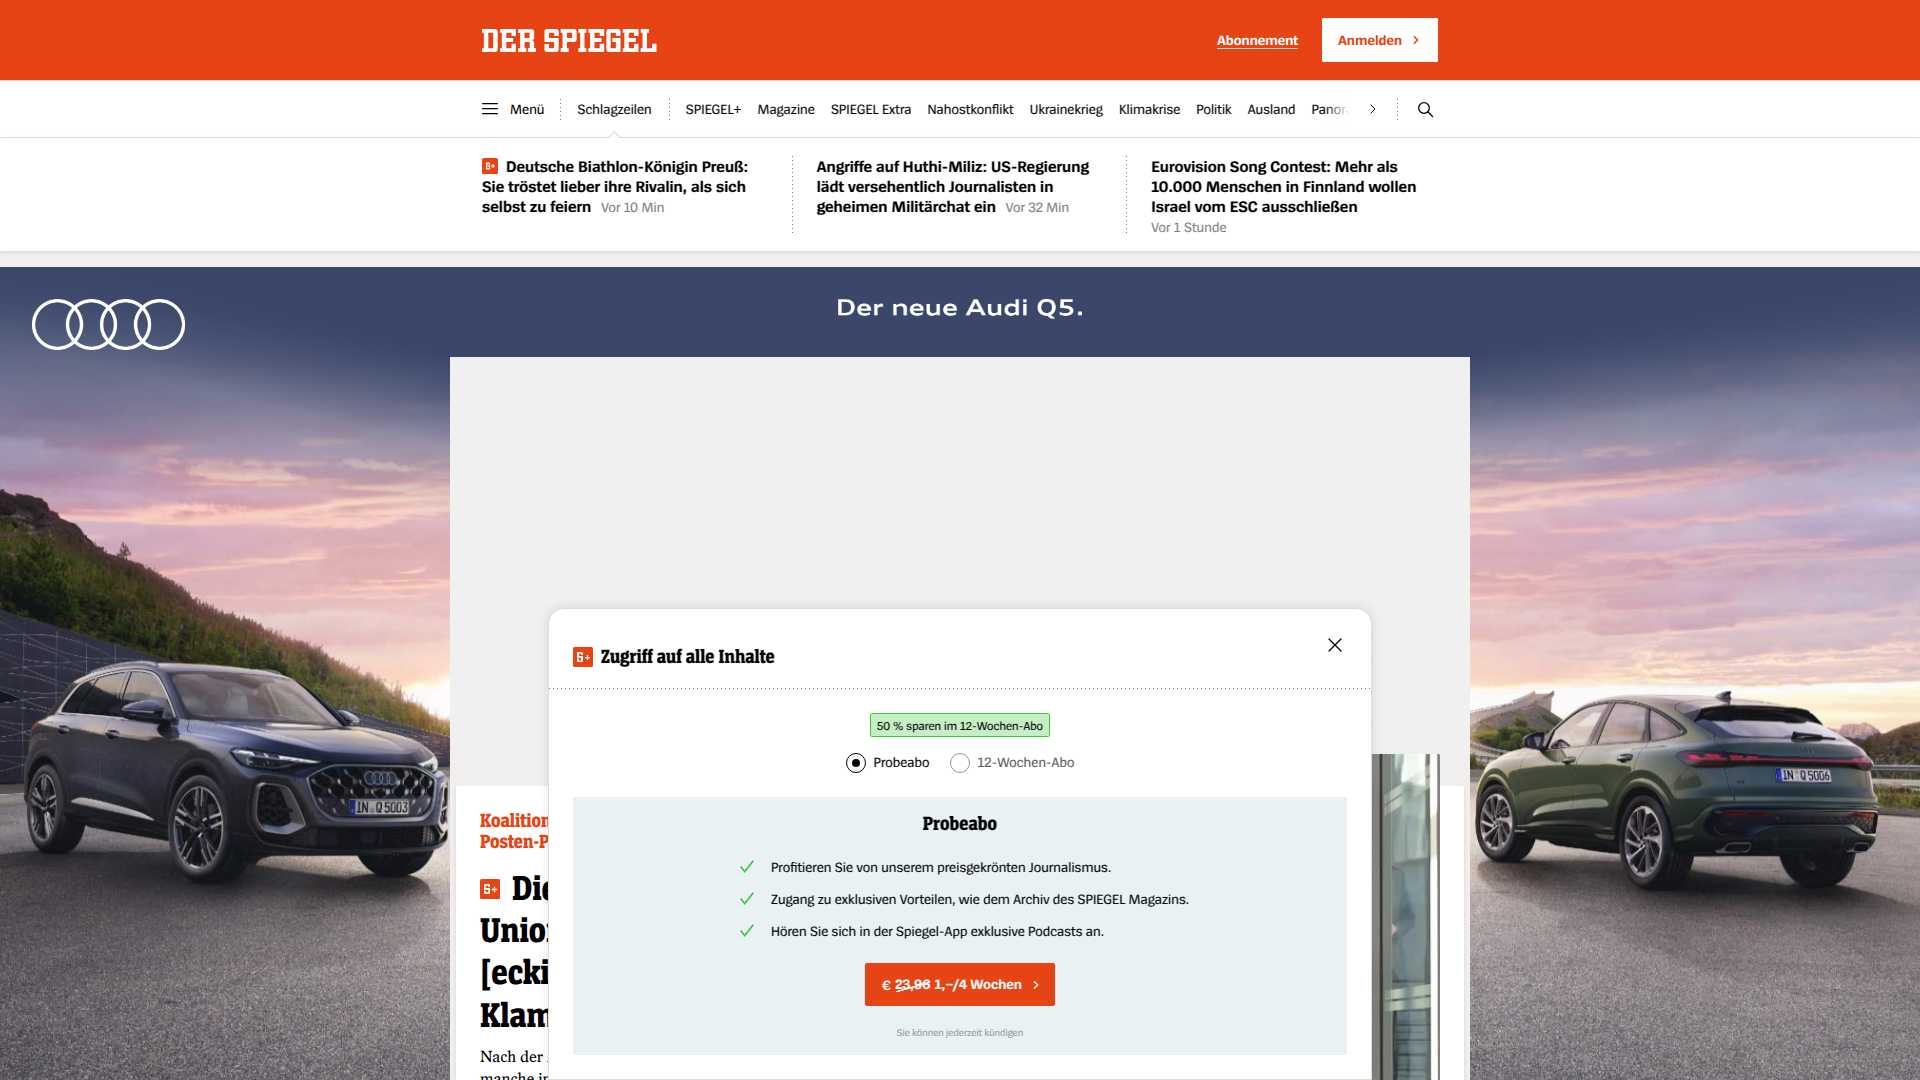 DER SPIEGEL
Abonnement
Anmelden
Menü
Schlagzeilen
SPIEGEL+
Magazine
SPIEGEL Extra
Nahostkonflikt
Ukrainekrieg
Klimakrise
Politik
Ausland
Panor
Deutsche Biathlon-Königin Preuß:
Sie tröstet lieber ihre Rivalin, als sich
selbst zu feiern Vor 10 Min
Angriffe auf Huthi-Miliz: US-Regierung
lädt versehentlich Journalisten in
geheimen Militärchat ein Vor 32 Min
Eurovision Song Contest: Mehr als
10.000 Menschen in Finnland wollen
Israel vom ESC ausschließen
Vor 1 Stunde
Der neue Audi Q5.
Zugriff auf alle Inhalte
50 % sparen im 12-Wochen-Abo
Probeabo
12-Wochen-Abo
Probeabo
Profitieren Sie von unserem preisgekrönten Journalismus.
Zugang zu exklusiven Vorteilen, wie dem Archiv des SPIEGEL Magazins.
Hören Sie sich in der Spiegel-App exklusive Podcasts an.
€ 23,96 1,–/4 Wochen
Sie können jederzeit kündigen
Koalition
Posten-P
Die
Union
[ecki
Klam
Nach der
manche i
IN Q 5003
IN Q 5006